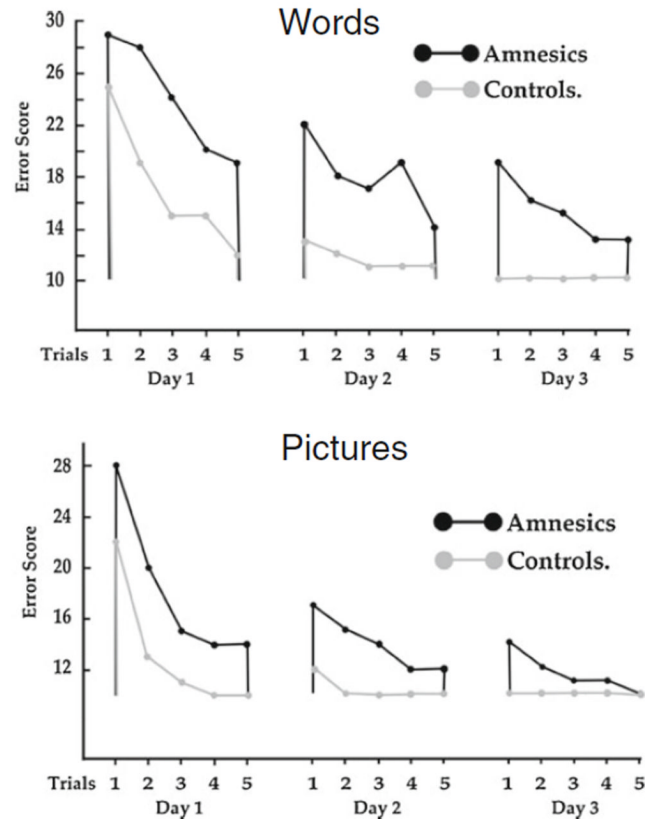 Words
30
26
22
18
14
10
Error Score
Amnesics
Controls.
Trials 1 2 3 4 5 1 2 3 4 5 1 2 3 4 5
Day 1 Day 2 Day 3
Pictures
28
24
20
16
12
Error Score
Amnesics
Controls.
Trials 1 2 3 4 5 1 2 3 4 5 1 2 3 4 5
Day 1 Day 2 Day 3